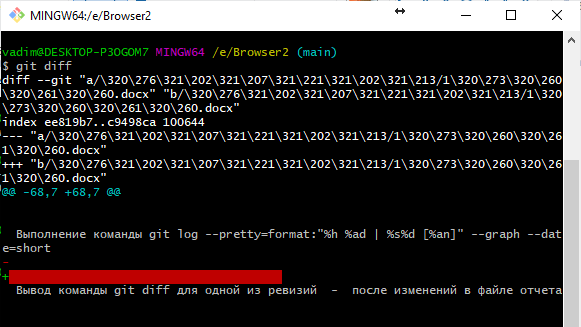 MINGW64:/e/Browser2
vadim@DESKTOP-P3OGOM7 MINGW64 /e/Browser2 (main)
$ git diff
diff --git "a/\320\276\321\202\321\207\321\221\321\202\321\213/1\320\273\320\260
\320\261\320\260.docx" "b/\320\276\321\202\321\207\321\221\321\202\321\213/1\320
\273\320\260\320\261\320\260.docx"
index ee819b7..c9498ca 100644
--- "a/\320\276\321\202\321\207\321\221\321\202\321\213/1\320\273\320\260\320\26
1\320\260.docx"
+++ "b/\320\276\321\202\321\207\321\221\321\202\321\213/1\320\273\320\260\320\26
1\320\260.docx"
@@ -68,7 +68,7 @@
Выполнение команды git log --pretty=format:"%h %ad | %s%d [%an]" --graph --dat
e=short
-
+
Вывод команды git diff для одной из ревизий – после изменений в файле отчета